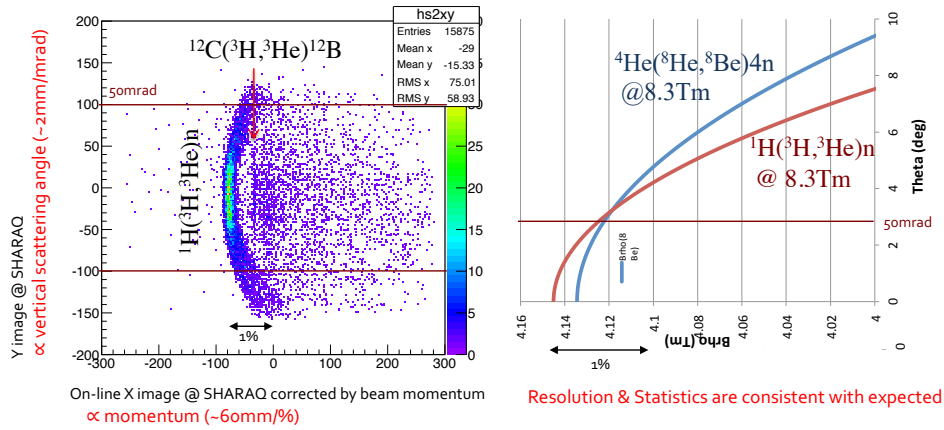 hs2xy
Entries 15875
Mean x -29
Mean y -15.33
RMS x 75.01
RMS y 58.93
¹²C(³H,³He)¹²B
50mrad
¹H(³H,³He)n
200
150
100
50
0
-50
-100
-150
-200
-300
-200
-100
0
100
200
300
30
25
20
15
10
5
0
1%
Y image @ SHARAQ
∝ vertical scattering angle (~2mm/mrad)
On-line X image @ SHARAQ corrected by beam momentum
∝ momentum (~60mm/%)
⁴He(⁸He,⁸Be)4n
@8.3Tm
¹H(³H,³He)n
@ 8.3Tm
50mrad
Brho(8
Be)
10
8
6
4
2
0
Theta (deg)
4.16
4.14
4.12
4.1
4.08
4.06
4.04
4.02
4
Brho(Tm)
1%
Resolution & Statistics are consistent with expected